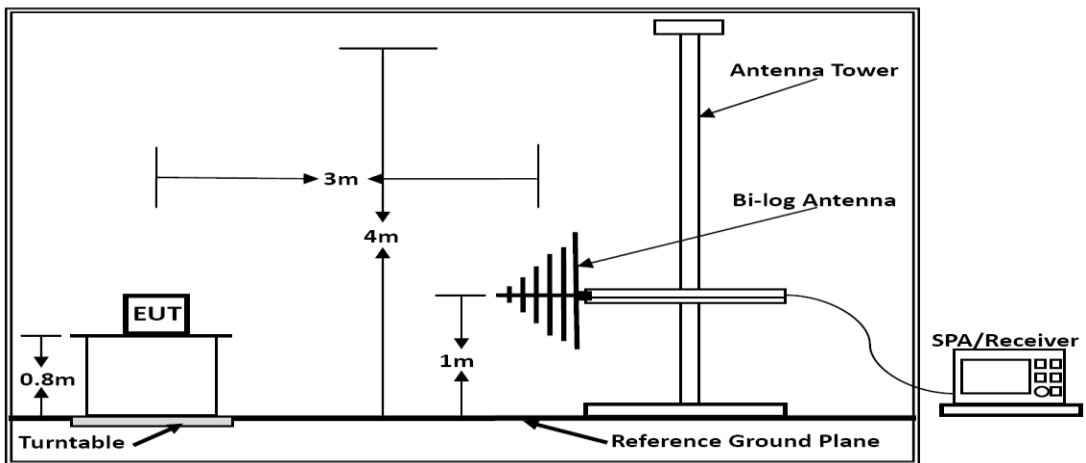 Antenna Tower
3m
Bi-log Antenna
4m
EUT
1m
SPA/Receiver
0.8m
Turntable
Reference Ground Plane